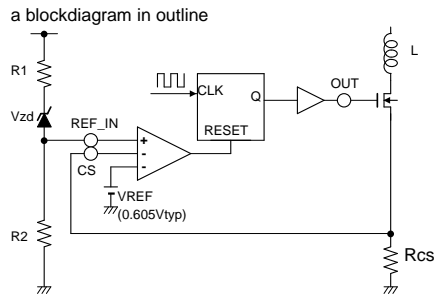 a blockdiagram in outline
L
R1
CLK
Q
OUT
Vzd
REF_IN
RESET
+
-
-
CS
VREF
(0.605Vtyp)
R2
Rcs